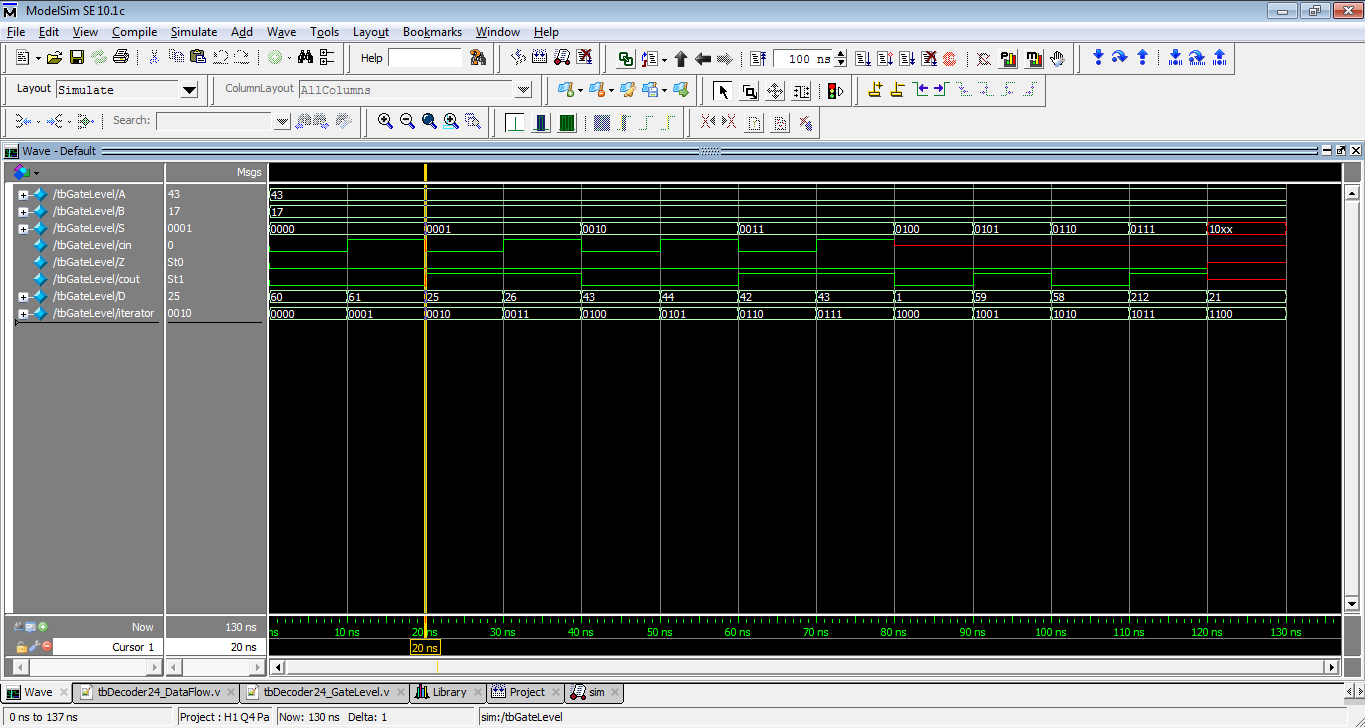 ModelSim SE 10.1c
File Edit View Compile Simulate Add Wave Tools Layout Bookmarks Window Help
Help 100 ns
Layout Simulate ColumnLayout AllColumns
Search:
Wave - Default
Msgs
/tbGateLevel/A 43 43
/tbGateLevel/B 17 17
/tbGateLevel/S 0001 0000 0001 0010 0011 0100 0101 0110 0111 10xx
/tbGateLevel/cin 0
/tbGateLevel/Z St0
/tbGateLevel/cout St1
/tbGateLevel/D 25 60 61 25 26 43 44 42 43 1 59 58 212 21
/tbGateLevel/iterator 0010 0000 0001 0010 0011 0100 0101 0110 0111 1000 1001 1010 1011 1100
Now 130 ns ns 10 ns 20 ns 30 ns 40 ns 50 ns 60 ns 70 ns 80 ns 90 ns 100 ns 110 ns 120 ns 130 ns
Cursor 1 20 ns 20 ns
Wave tbDecoder24_DataFlow.v tbDecoder24_GateLevel.v Library Project sim
0 ns to 137 ns Project : H1 Q4 Pa Now: 130 ns Delta: 1 sim:/tbGateLevel